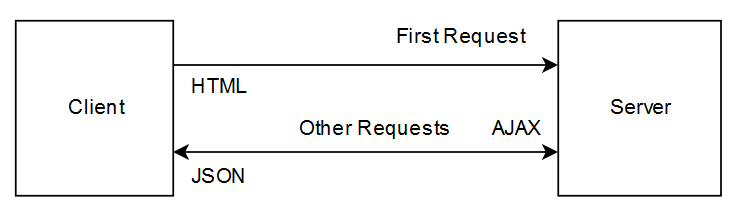 First Request
HTML
Client
Server
Other Requests AJAX
JSON